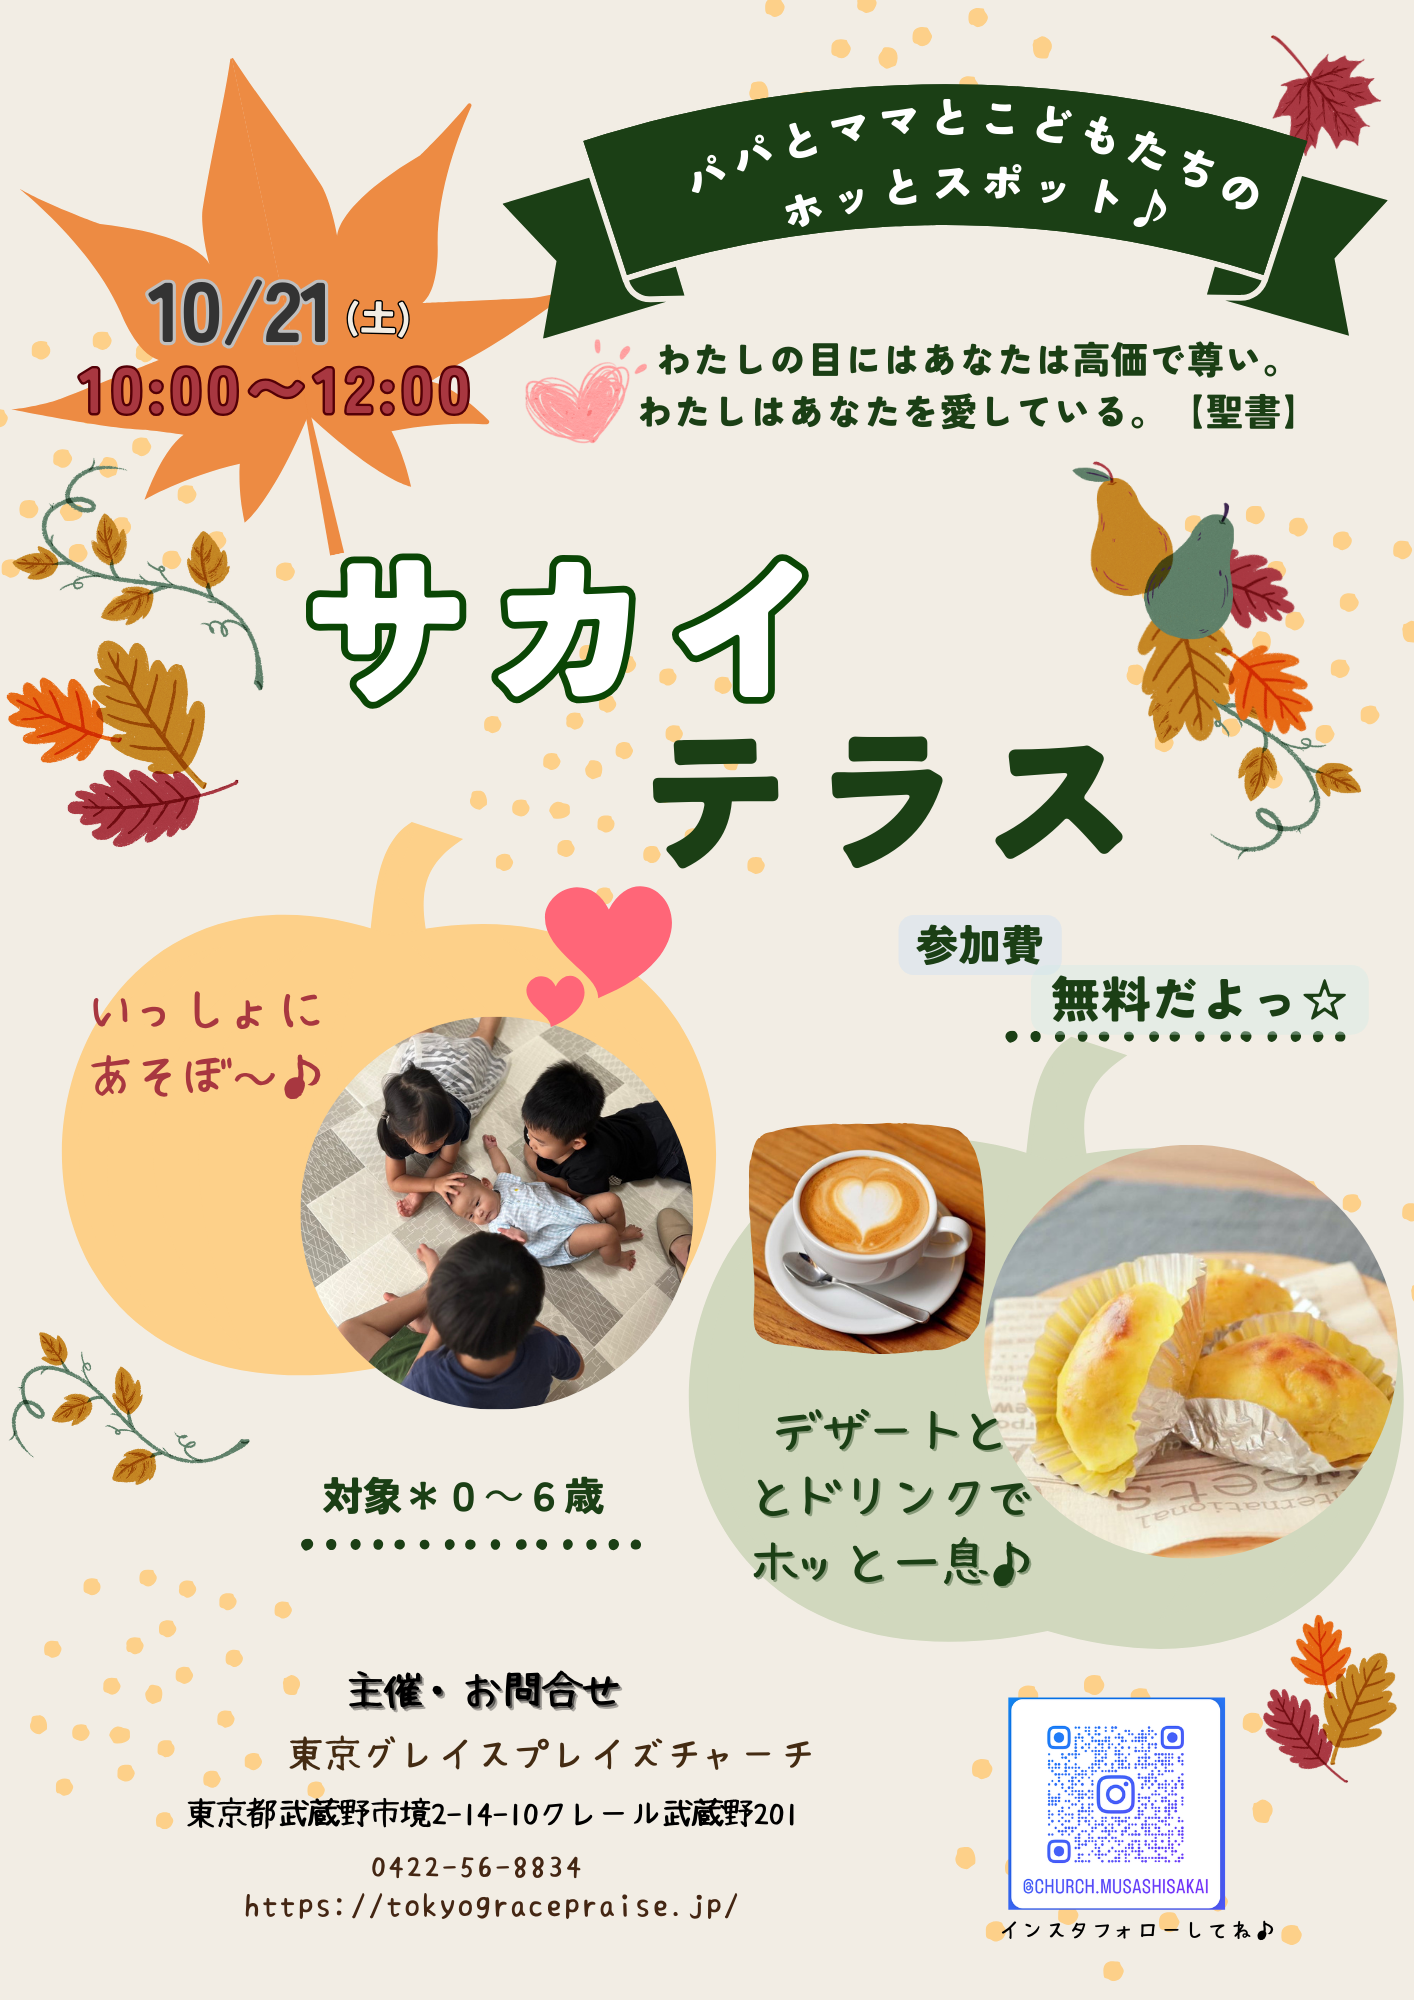 パパとママとこどもたちの
ホッとスポット♪
10/21(土)
10:00〜12:00
わたしの目にはあなたは高価で尊い。
わたしはあなたを愛している。【聖書】
サカイ
テラス
参加費
無料だよっ☆
いっしょに
あそぼ〜♪
デザートと
とドリンクで
ホッと一息♪
対象＊０〜６歳
主催・お問合せ
東京グレイスプレイズチャーチ
東京都武蔵野市境2-14-10クレール武蔵野201
0422-56-8834
https://tokyogracepraise.jp/
@CHURCH.MUSASHISAKAI
インスタフォローしてね♪